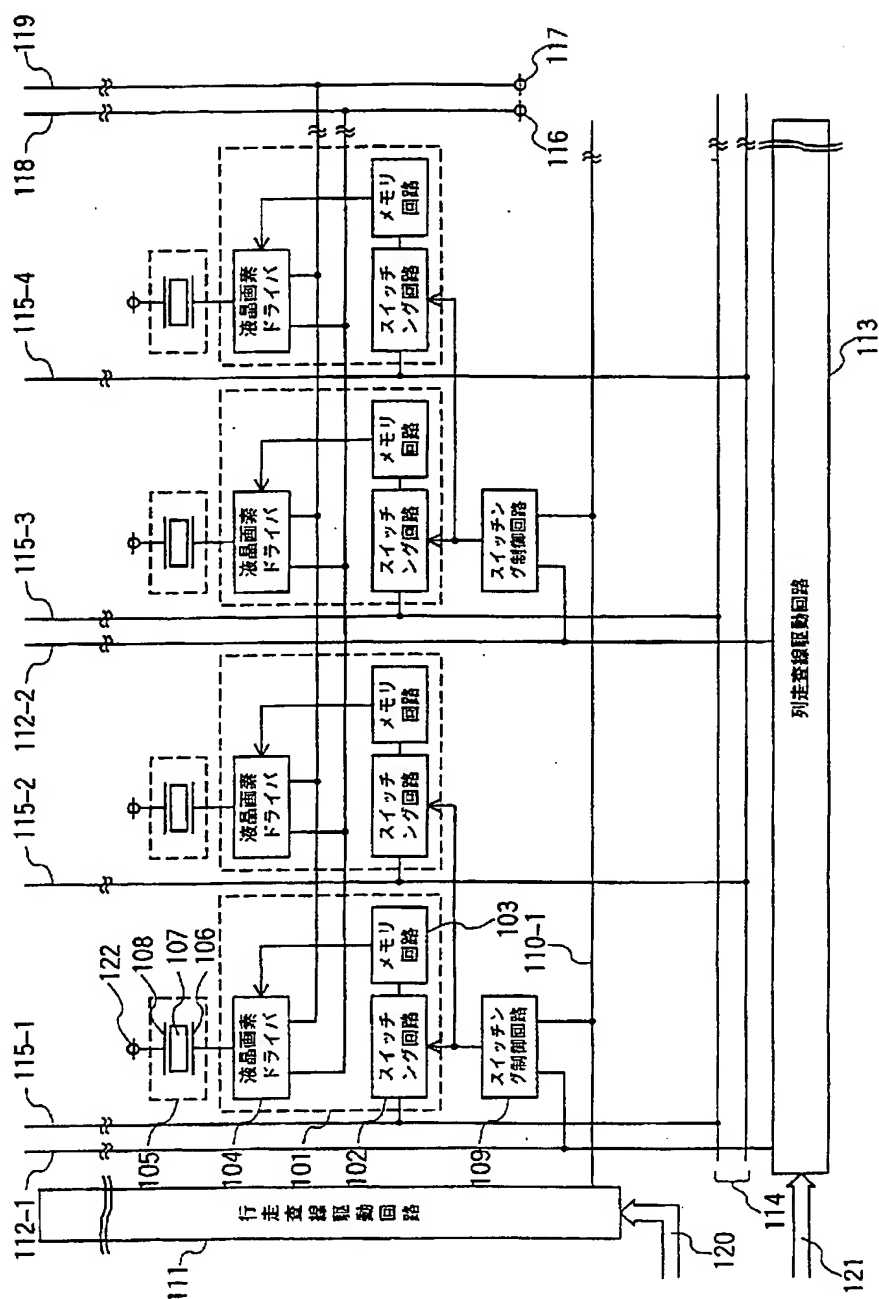 112-1
115-1
115-2
112-2
115-3
115-4
118
119
122
108
107
106
105
104
101
102
109
111
液晶画素
ドライバ
液晶画素
ドライバ
液晶画素
ドライバ
液晶画素
ドライバ
スイッチ
ング回路
メモリ
回路
スイッチ
ング回路
メモリ
回路
スイッチ
ング回路
メモリ
回路
スイッチ
ング回路
メモリ
回路
103
116
117
スイッチン
グ制御回路
スイッチン
グ制御回路
110-1
行走査線駆動回路
列走査線駆動回路
120
114
121
113